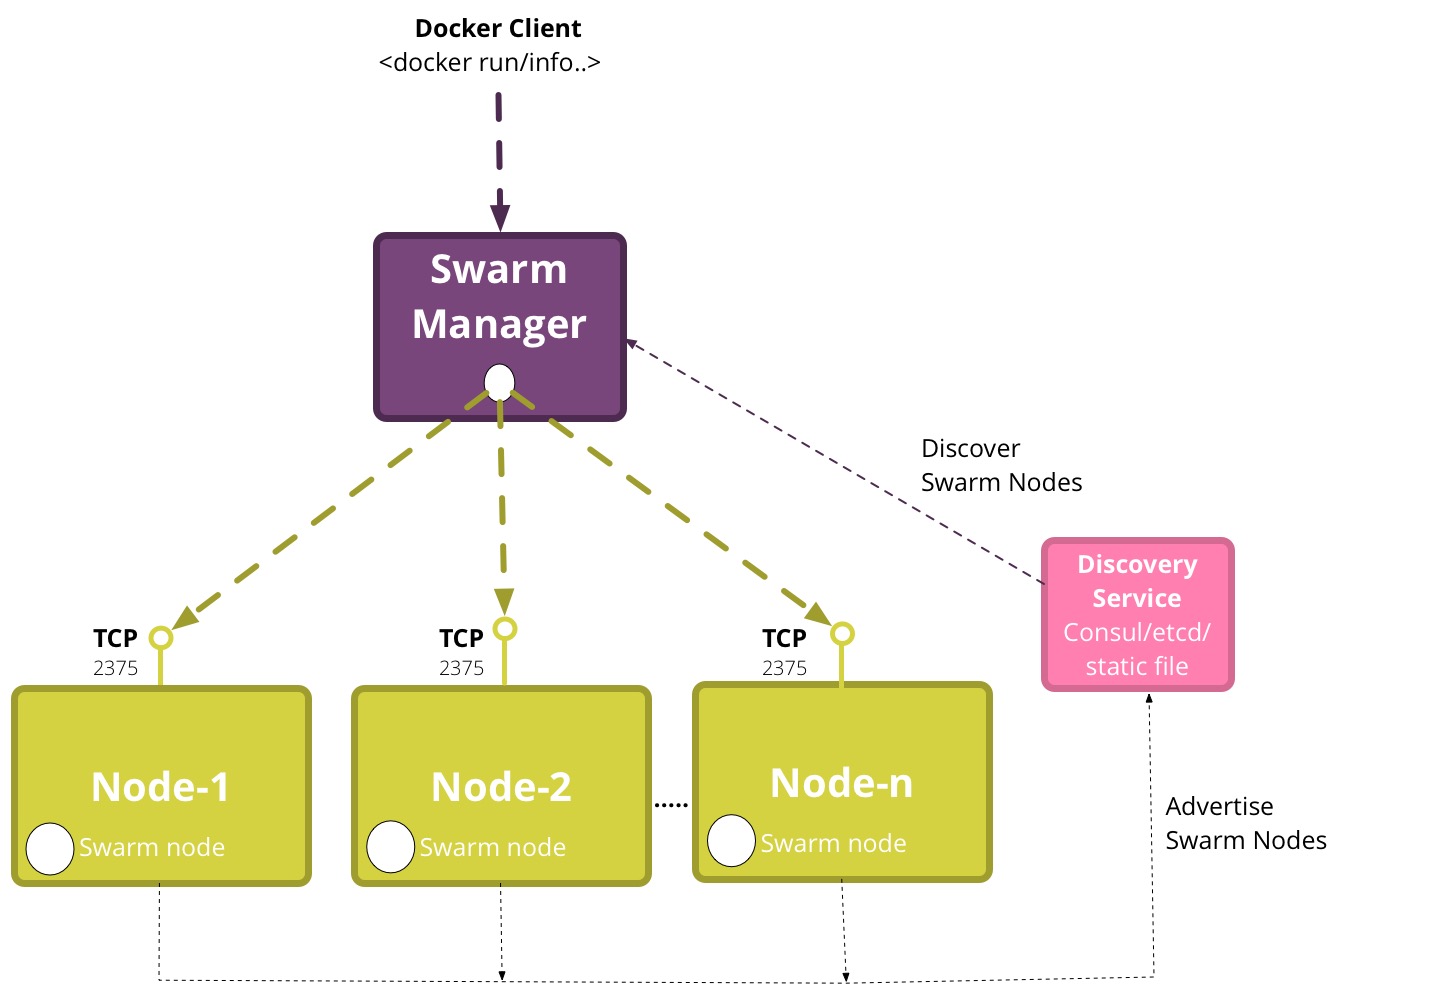 Docker Client
<docker run/info..>
Swarm
Manager
Discover
Swarm Nodes
Discovery
Service
Consul/etcd/
static file
TCP
2375
TCP
2375
TCP
2375
Node-1
Swarm node
Node-2
Swarm node
.....
Node-n
Swarm node
Advertise
Swarm Nodes